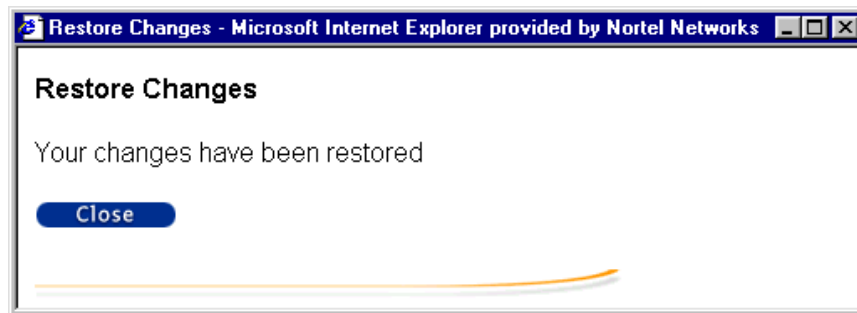 Restore Changes - Microsoft Internet Explorer provided by Nortel Networks
Restore Changes
Your changes have been restored
Close